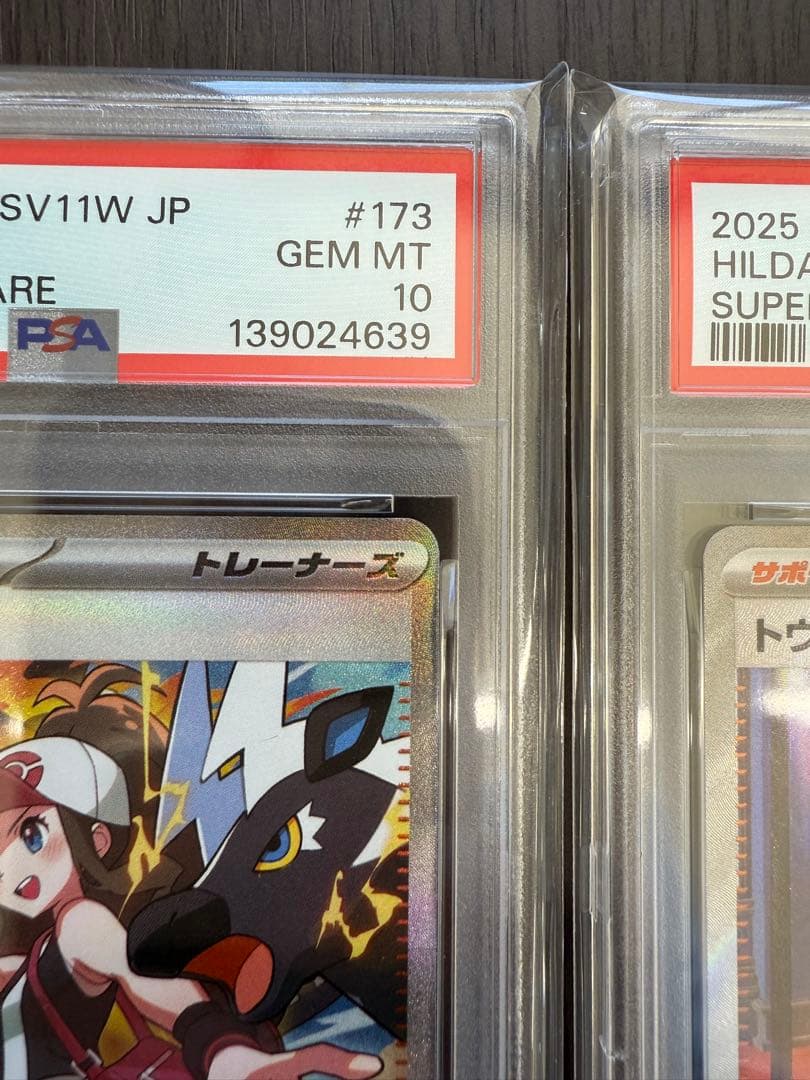 SV11W JP #173
GEM MT
ARE 10
PSA 139024639
トレーナーズ
2025
HILDA
SUPE
サポ
トウ